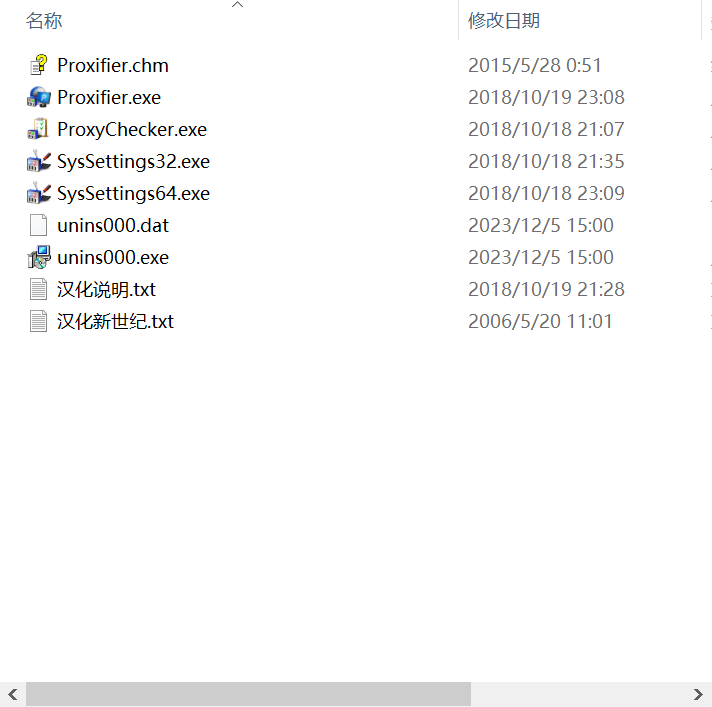 名称 修改日期
Proxifier.chm 2015/5/28 0:51
Proxifier.exe 2018/10/19 23:08
ProxyChecker.exe 2018/10/18 21:07
SysSettings32.exe 2018/10/18 21:35
SysSettings64.exe 2018/10/18 23:09
unins000.dat 2023/12/5 15:00
unins000.exe 2023/12/5 15:00
汉化说明.txt 2018/10/19 21:28
汉化新世纪.txt 2006/5/20 11:01